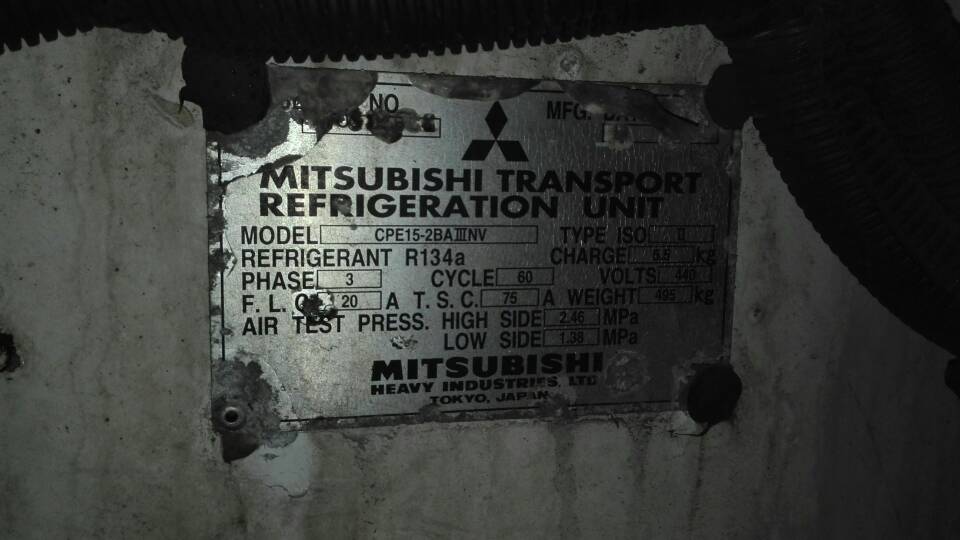 NO
MFG.
MITSUBISHI TRANSPORT
REFRIGERATION UNIT
MODEL CPE15-2BAⅢNV TYPE ISO
REFRIGERANT R134a CHARGE 5.5 kg
PHASE 3 CYCLE 60 VOLTS 440
F. L. C. 20 A T. S. C. 75 A WEIGHT 495 kg
AIR TEST PRESS. HIGH SIDE 2.46 MPa
LOW SIDE 1.38 MPa
MITSUBISHI
HEAVY INDUSTRIES, LTD
TOKYO, JAPAN